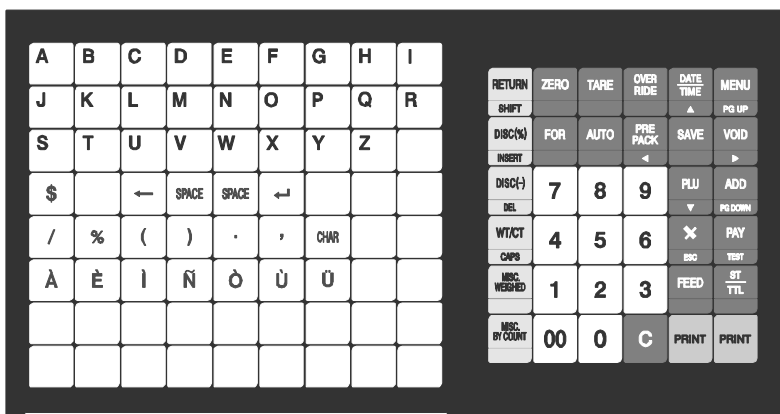 A B C D E F G H I
J K L M N O P Q R
S T U V W X Y Z
$ ← SPACE SPACE ↵
/ % ( ) · , CHAR
À È Ì Ñ Ò Ù Ü
RETURN ZERO TARE OVER RIDE DATE TIME MENU
SHIFT ▲ PG UP
DISC(%) FOR AUTO PRE PACK SAVE VOID
INSERT ◀ ▶
DISC(-) 7 8 9 PLU ADD
DEL ▼ PG DOWN
WT/CT 4 5 6 × PAY
CAPS ESC TEST
MISC. WEIGHED 1 2 3 FEED ST TTL
MISC. BY COUNT 00 0 C PRINT PRINT